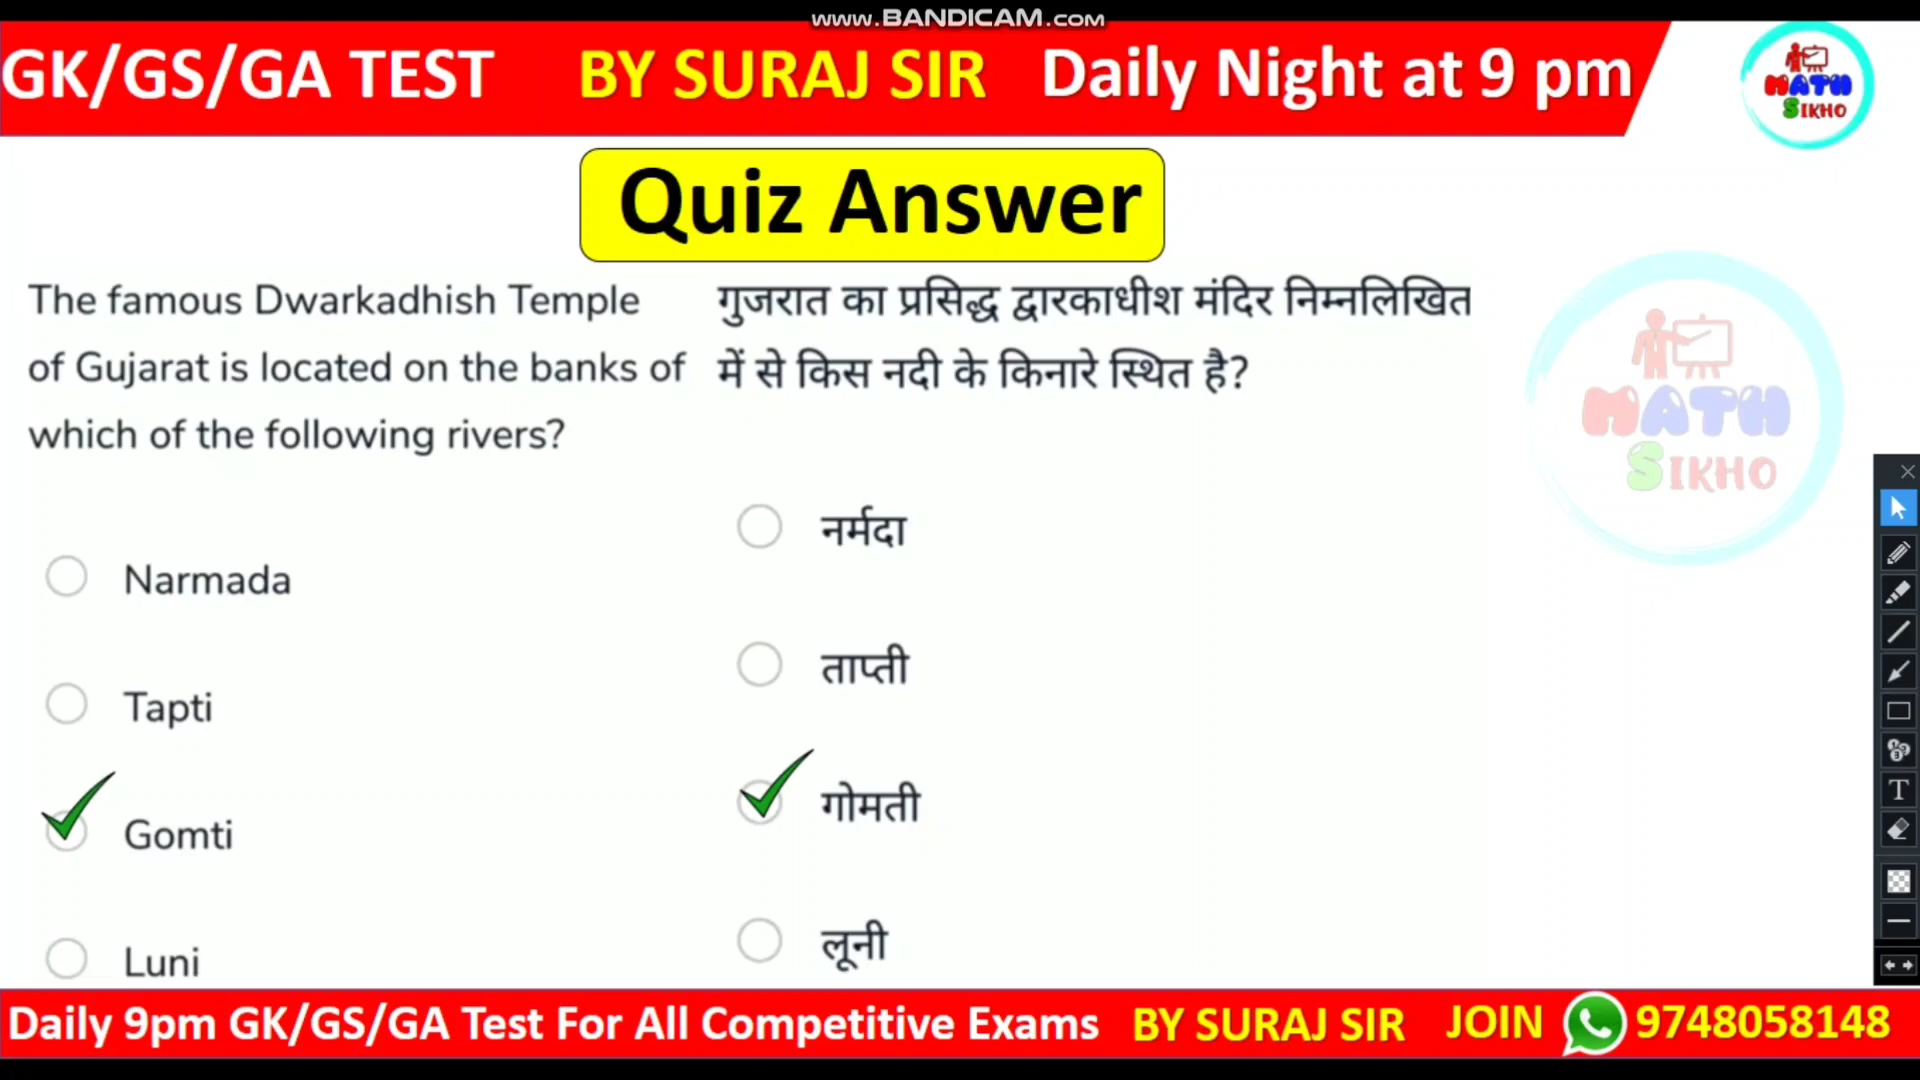 www.BANDICAM.com
GK/GS/GA TEST BY SURAJ SIR Daily Night at 9 pm
MATH
SIKHO
Quiz Answer
The famous Dwarkadhish Temple
of Gujarat is located on the banks of
which of the following rivers?
Narmada
Tapti
Gomti
Luni
गुजरात का प्रसिद्ध द्वारकाधीश मंदिर निम्नलिखित
में से किस नदी के किनारे स्थित है?
नर्मदा
ताप्ती
गोमती
लूनी
MATH
SIKHO
T
Daily 9pm GK/GS/GA Test For All Competitive Exams BY SURAJ SIR JOIN 9748058148